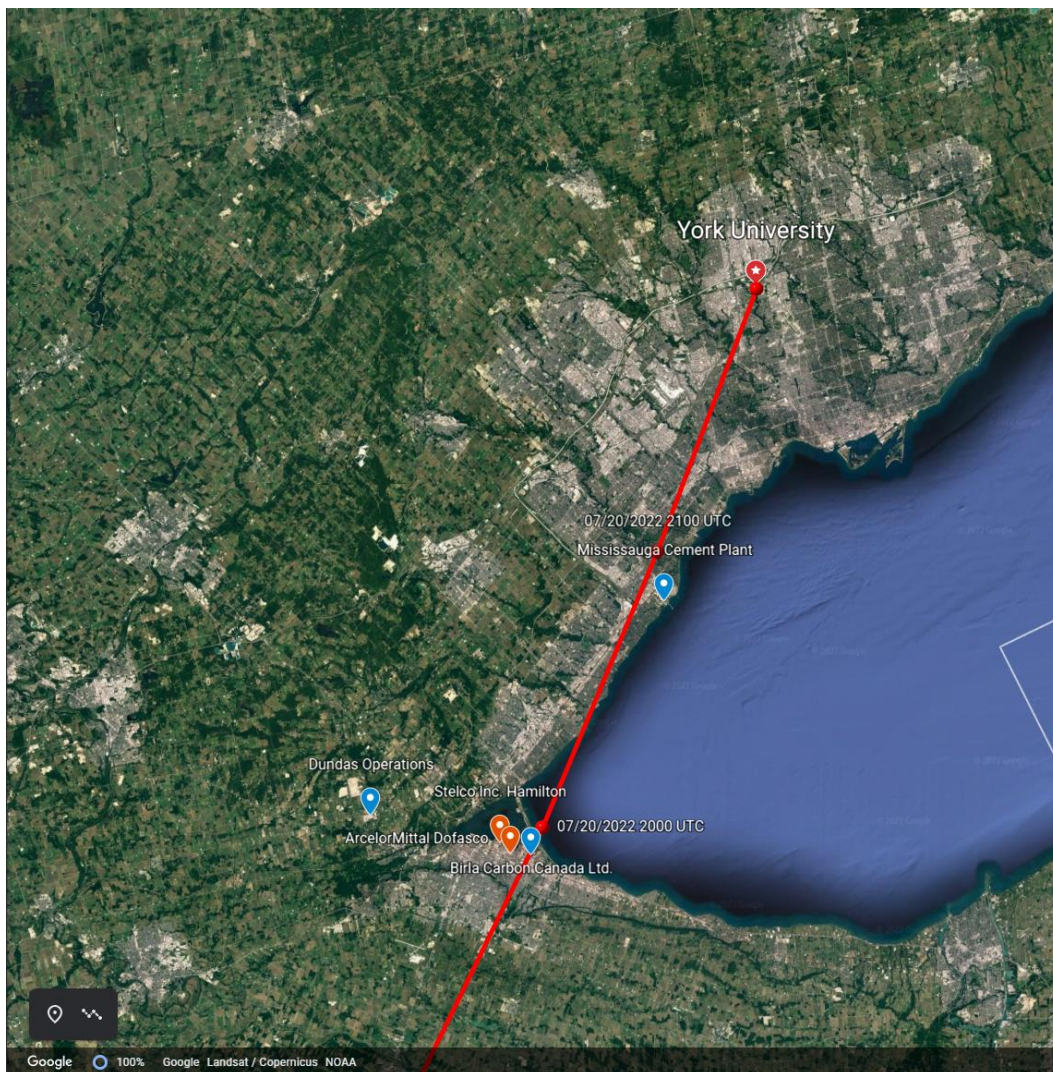 York University
07/20/2022 2100 UTC
Mississauga Cement Plant
Dundas Operations
Stelco Inc. Hamilton
ArcelorMittal Dofasco
07/20/2022 2000 UTC
Birla Carbon Canada Ltd.
Google 100% Google Landsat / Copernicus NOAA